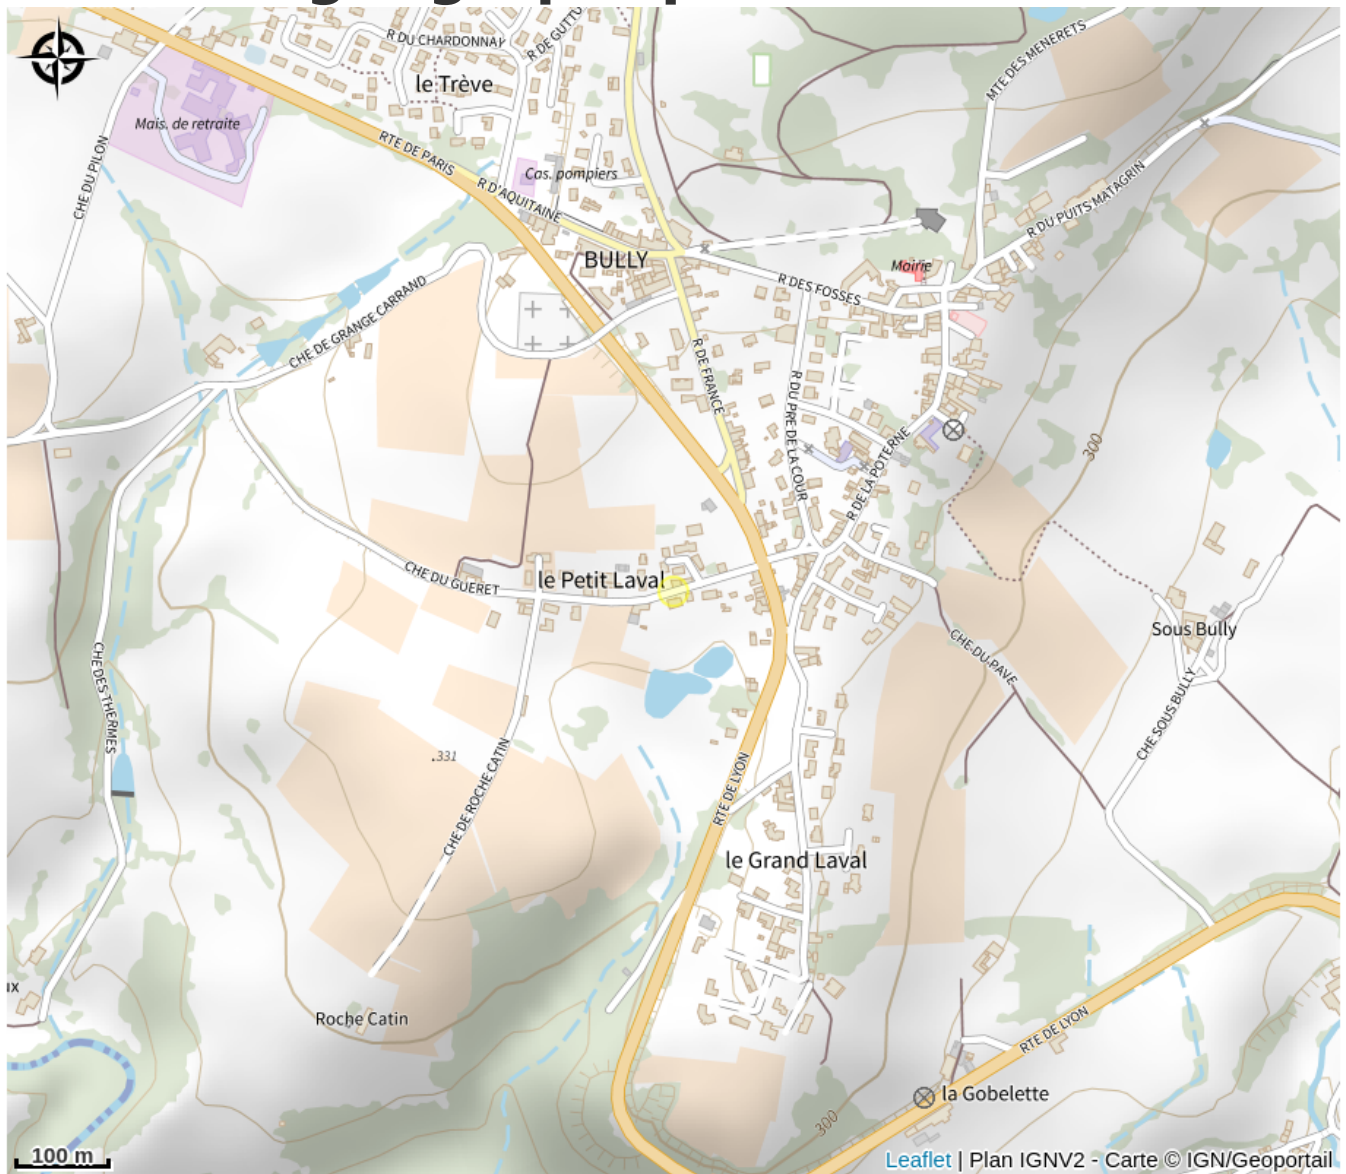 R DU CHARDONNAY
R DE GUTTU
MTE DES MENERETS
le Trève
Mais. de retraite
RTE DE PARIS
CHE DU PILON
Cas. pompiers
R D'AQUITAINE
R DU PUITS MATAGRIN
BULLY
Mairie
R DES FOSSES
CHE DE GRANGE CARRAND
R DE FRANCE
R DU PRE DE LA COUR
R DE LA POTERNE
300
CHE DU GUERET
le Petit Laval
Sous Bully
CHE DU PAVE
CHE DES THERMES
CHE SOUS BULLY
.331
CHE DE ROCHE CATIN
RTE DE LYON
le Grand Laval
ux
Roche Catin
RTE DE LYON
la Gobelette
300
100 m
Leaflet | Plan IGNV2 - Carte © IGN/Geoportail